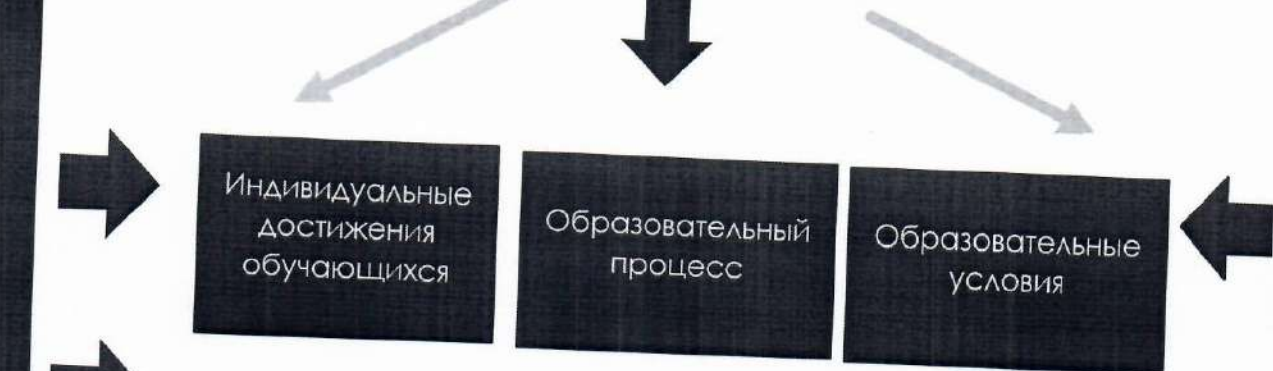 Индивидуальные
достижения
обучающихся
Образовательный
процесс
Образовательные
условия